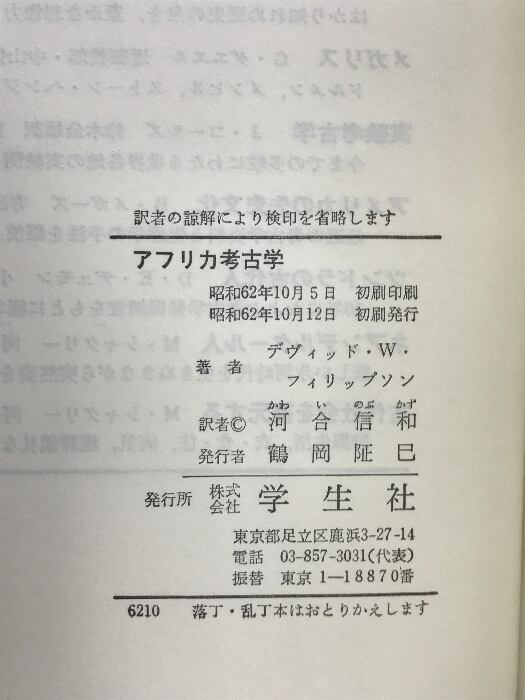 訳者の諒解により検印を省略します
アフリカ考古学
昭和62年10月5日 初刷印刷
昭和62年10月12日 初刷発行
著者 デヴィッド・W・
フィリップソン
かわ い のぶ かず
訳者© 河合信和
発行者 鶴岡阷巳
発行所 株式会社 学生社
東京都足立区鹿浜3-27-14
電話 03-857-3031(代表)
振替 東京1―18870番
6210 落丁・乱丁本はおとりかえします